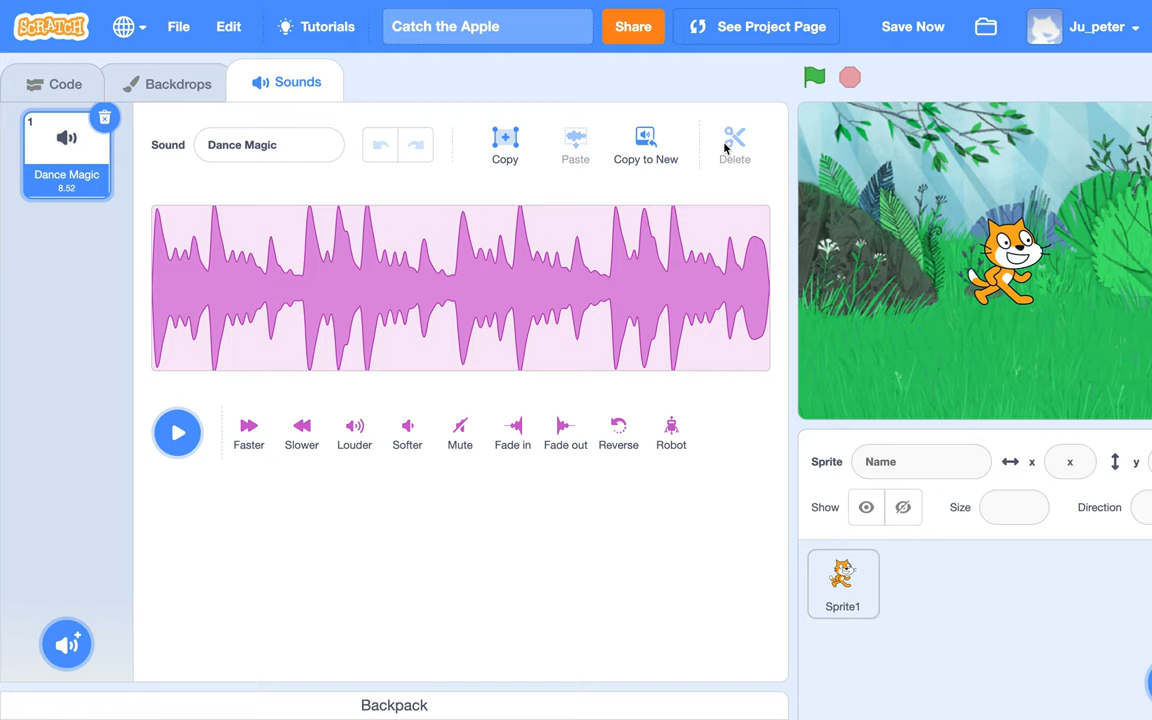 SCRATCH File Edit Tutorials Catch the Apple Share See Project Page Save Now Ju_peter
Code Backdrops Sounds
1
Dance Magic
8.52
Sound Dance Magic Copy Paste Copy to New Delete
Faster Slower Louder Softer Mute Fade in Fade out Reverse Robot
Sprite Name x x y
Show Size Direction
Sprite1
Backpack